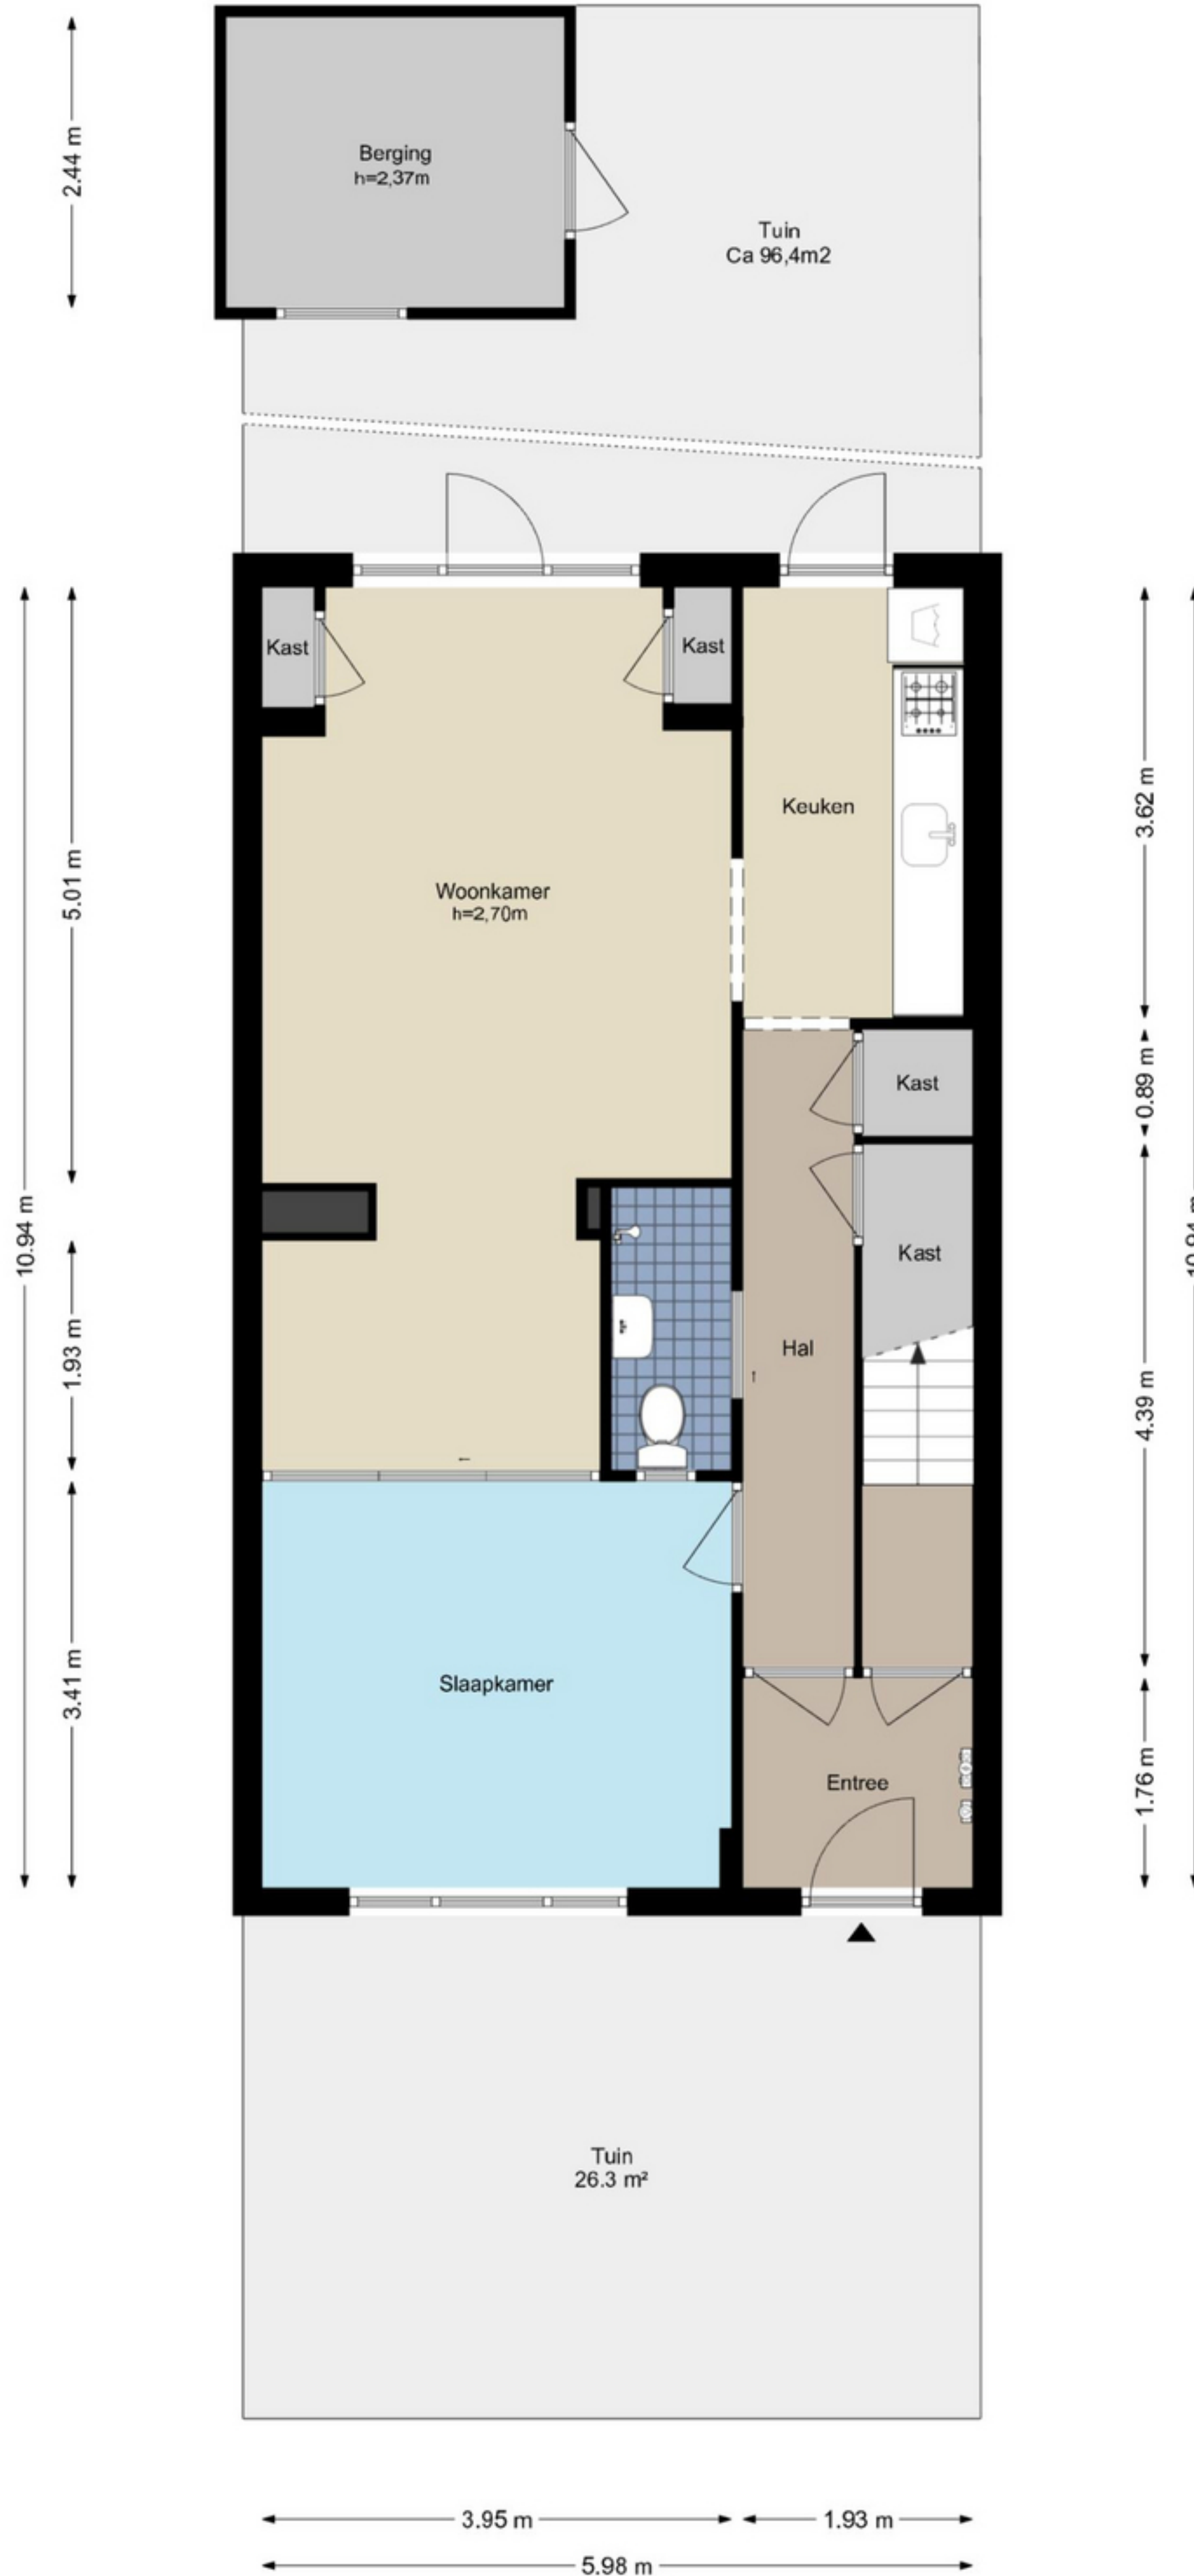 2.44 m
Berging
h=2,37m
Tuin
Ca 96,4m2
Kast
Kast
Keuken
3.62 m
5.01 m
Woonkamer
h=2,70m
Kast
0.89 m
10.94 m
Kast
1.93 m
Hal
4.39 m
3.41 m
Slaapkamer
Entree
1.76 m
Tuin
26.3 m²
3.95 m
1.93 m
5.98 m